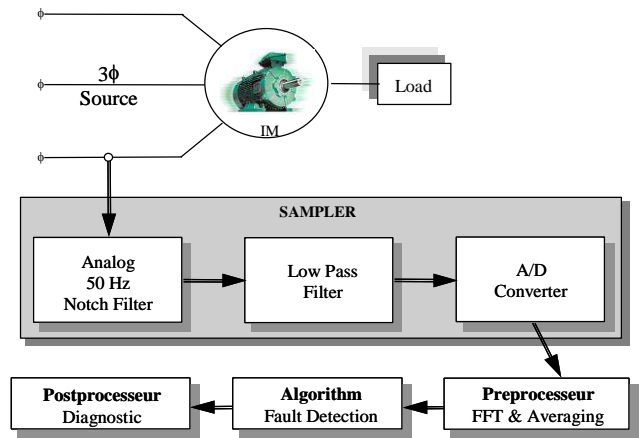 ϕ
ϕ
3ϕ
Source
ϕ
IM
Load
SAMPLER
Analog
50 Hz
Notch Filter
Low Pass
Filter
A/D
Converter
Postprocesseur
Diagnostic
Algorithm
Fault Detection
Preprocesseur
FFT & Averaging